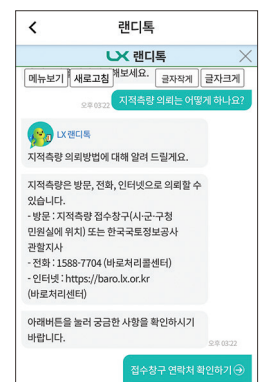 랜디톡
LX 랜디톡
메뉴보기 새로고침 해보세요. 글자작게 글자크게
오후 03:22 지적측량 의뢰는 어떻게 하나요?
LX 랜디톡
지적측량 의뢰방법에 대해 알려 드릴게요.
지적측량은 방문, 전화, 인터넷으로 의뢰할 수
있습니다.
- 방문 : 지적측량 접수창구(시·군·구청
민원실에 위치) 또는 한국국토정보공사
관할지사
- 전화 : 1588-7704 (바로처리콜센터)
- 인터넷 : https://baro.lx.or.kr
(바로처리센터)
아래버튼을 눌러 궁금한 사항을 확인하시기
바랍니다.
오후 03:22
접수창구 연락처 확인하기